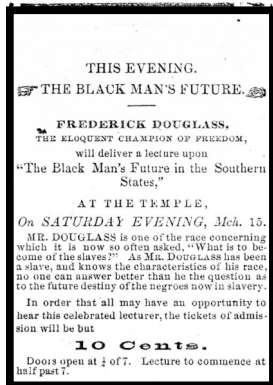 THIS EVENING.
THE BLACK MAN'S FUTURE.
FREDERICK DOUGLASS,
THE ELOQUENT CHAMPION OF FREEDOM,
will deliver a lecture upon
"The Black Man's Future in the Southern
States,"
AT THE TEMPLE,
On SATURDAY EVENING, Mch. 15.
MR. DOUGLASS is one of the race concerning
which it is now so often asked, "What is to be-
come of the slaves?" As MR. DOUGLASS has been
a slave, and knows the characteristics of his race,
no one can answer better than he the question as
to the future destiny of the negroes now in slavery.
In order that all may have an opportunity to
hear this celebrated lecturer, the tickets of admis-
sion will be but
10 Cents.
Doors open at ½ of 7. Lecture to commence at
half past 7.